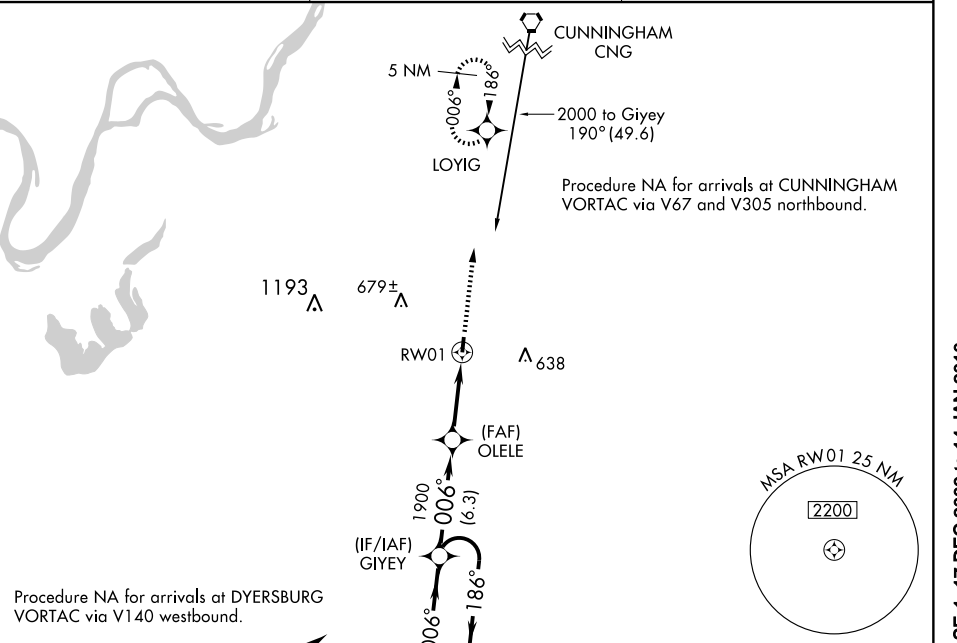 CUNNINGHAM
CNG
5 NM
006°
186°
2000 to Giyey
190° (49.6)
LOYIG
Procedure NA for arrivals at CUNNINGHAM
VORTAC via V67 and V305 northbound.
1193
679±
RW01
638
(FAF)
OLELE
MSA RW01 25 NM
2200
1900
006°
(6.3)
(IF/IAF)
GIYEY
186°
006°
Procedure NA for arrivals at DYERSBURG
VORTAC via V140 westbound.